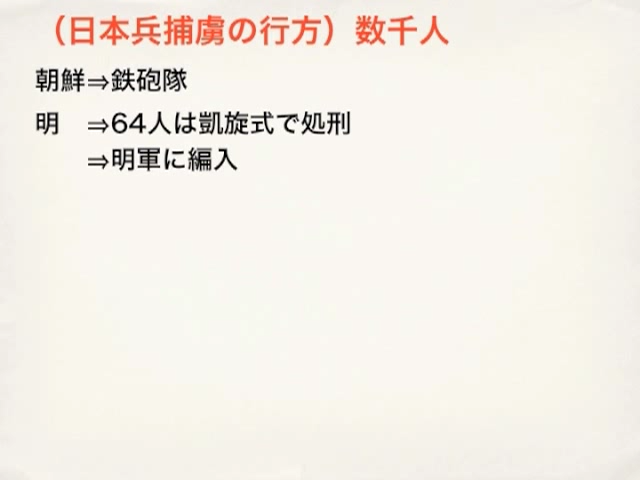 （日本兵捕虜の行方）数千人
朝鮮⇒鉄砲隊
明　⇒64人は凱旋式で処刑
⇒明軍に編入